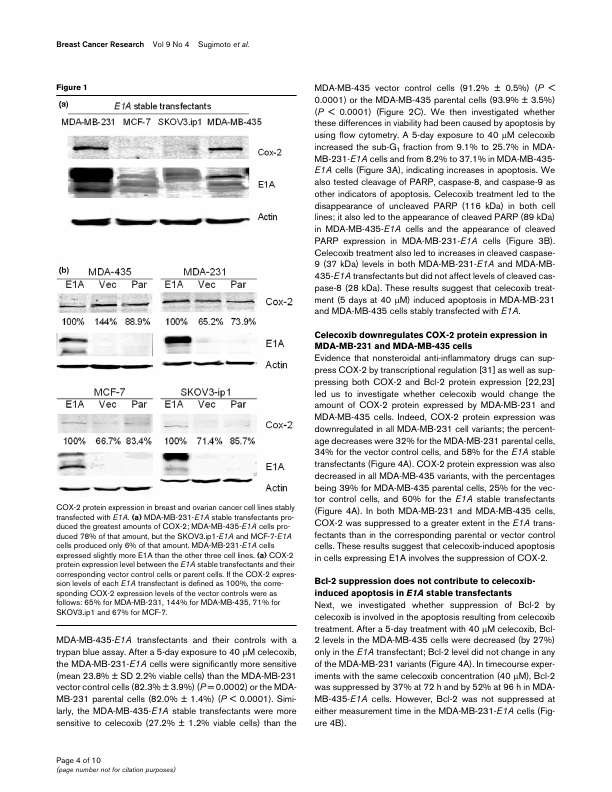 Breast Cancer Research Vol 9 No 4 Sugimoto et al.
Figure 1
(a) E1A stable transfectants
MDA-MB-231 MCF-7 SKOV3.ip1 MDA-MB-435
Cox-2
E1A
Actin
(b) MDA-435 MDA-231
E1A Vec Par E1A Vec Par
Cox-2
100% 144% 88.9% 100% 65.2% 73.9%
E1A
Actin
MCF-7 SKOV3-ip1
E1A Vec Par E1A Vec Par
Cox-2
100% 66.7% 83.4% 100% 71.4% 85.7%
E1A
Actin
COX-2 protein expression in breast and ovarian cancer cell lines stably
transfected with E1A. (a) MDA-MB-231-E1A stable transfectants pro-
duced the greatest amounts of COX-2; MDA-MB-435-E1A cells pro-
duced 78% of that amount, but the SKOV3.ip1-E1A and MCF-7-E1A
cells produced only 6% of that amount. MDA-MB-231-E1A cells
expressed slightly more E1A than the other three cell lines. (a) COX-2
protein expression level between the E1A stable transfectants and their
corresponding vector control cells or parent cells. If the COX-2 expres-
sion levels of each E1A transfectant is defined as 100%, the corre-
sponding COX-2 expression levels of the vector controls were as
follows: 65% for MDA-MB-231, 144% for MDA-MB-435, 71% for
SKOV3.ip1 and 67% for MCF-7.
MDA-MB-435-E1A transfectants and their controls with a
trypan blue assay. After a 5-day exposure to 40 μM celecoxib,
the MDA-MB-231-E1A cells were significantly more sensitive
(mean 23.8% ± SD 2.2% viable cells) than the MDA-MB-231
vector control cells (82.3% ± 3.9%) (P = 0.0002) or the MDA-
MB-231 parental cells (82.0% ± 1.4%) (P < 0.0001). Simi-
larly, the MDA-MB-435-E1A stable transfectants were more
sensitive to celecoxib (27.2% ± 1.2% viable cells) than the
MDA-MB-435 vector control cells (91.2% ± 0.5%) (P <
0.0001) or the MDA-MB-435 parental cells (93.9% ± 3.5%)
(P < 0.0001) (Figure 2C). We then investigated whether
these differences in viability had been caused by apoptosis by
using flow cytometry. A 5-day exposure to 40 μM celecoxib
increased the sub-G1 fraction from 9.1% to 25.7% in MDA-
MB-231-E1A cells and from 8.2% to 37.1% in MDA-MB-435-
E1A cells (Figure 3A), indicating increases in apoptosis. We
also tested cleavage of PARP, caspase-8, and caspase-9 as
other indicators of apoptosis. Celecoxib treatment led to the
disappearance of uncleaved PARP (116 kDa) in both cell
lines; it also led to the appearance of cleaved PARP (89 kDa)
in MDA-MB-435-E1A cells and the appearance of cleaved
PARP expression in MDA-MB-231-E1A cells (Figure 3B).
Celecoxib treatment also led to increases in cleaved caspase-
9 (37 kDa) levels in both MDA-MB-231-E1A and MDA-MB-
435-E1A transfectants but did not affect levels of cleaved cas-
pase-8 (28 kDa). These results suggest that celecoxib treat-
ment (5 days at 40 μM) induced apoptosis in MDA-MB-231
and MDA-MB-435 cells stably transfected with E1A.
Celecoxib downregulates COX-2 protein expression in
MDA-MB-231 and MDA-MB-435 cells
Evidence that nonsteroidal anti-inflammatory drugs can sup-
press COX-2 by transcriptional regulation [31] as well as sup-
pressing both COX-2 and Bcl-2 protein expression [22,23]
led us to investigate whether celecoxib would change the
amount of COX-2 protein expressed by MDA-MB-231 and
MDA-MB-435 cells. Indeed, COX-2 protein expression was
downregulated in all MDA-MB-231 cell variants; the percent-
age decreases were 32% for the MDA-MB-231 parental cells,
34% for the vector control cells, and 58% for the E1A stable
transfectants (Figure 4A). COX-2 protein expression was also
decreased in all MDA-MB-435 variants, with the percentages
being 39% for MDA-MB-435 parental cells, 25% for the vec-
tor control cells, and 60% for the E1A stable transfectants
(Figure 4A). In both MDA-MB-231 and MDA-MB-435 cells,
COX-2 was suppressed to a greater extent in the E1A trans-
fectants than in the corresponding parental or vector control
cells. These results suggest that celecoxib-induced apoptosis
in cells expressing E1A involves the suppression of COX-2.
Bcl-2 suppression does not contribute to celecoxib-
induced apoptosis in E1A stable transfectants
Next, we investigated whether suppression of Bcl-2 by
celecoxib is involved in the apoptosis resulting from celecoxib
treatment. After a 5-day treatment with 40 μM celecoxib, Bcl-
2 levels in the MDA-MB-435 cells were decreased (by 27%)
only in the E1A transfectant; Bcl-2 level did not change in any
of the MDA-MB-231 variants (Figure 4A). In timecourse exper-
iments with the same celecoxib concentration (40 μM), Bcl-2
was suppressed by 37% at 72 h and by 52% at 96 h in MDA-
MB-435-E1A cells. However, Bcl-2 was not suppressed at
either measurement time in the MDA-MB-231-E1A cells (Fig-
ure 4B).
Page 4 of 10
(page number not for citation purposes)